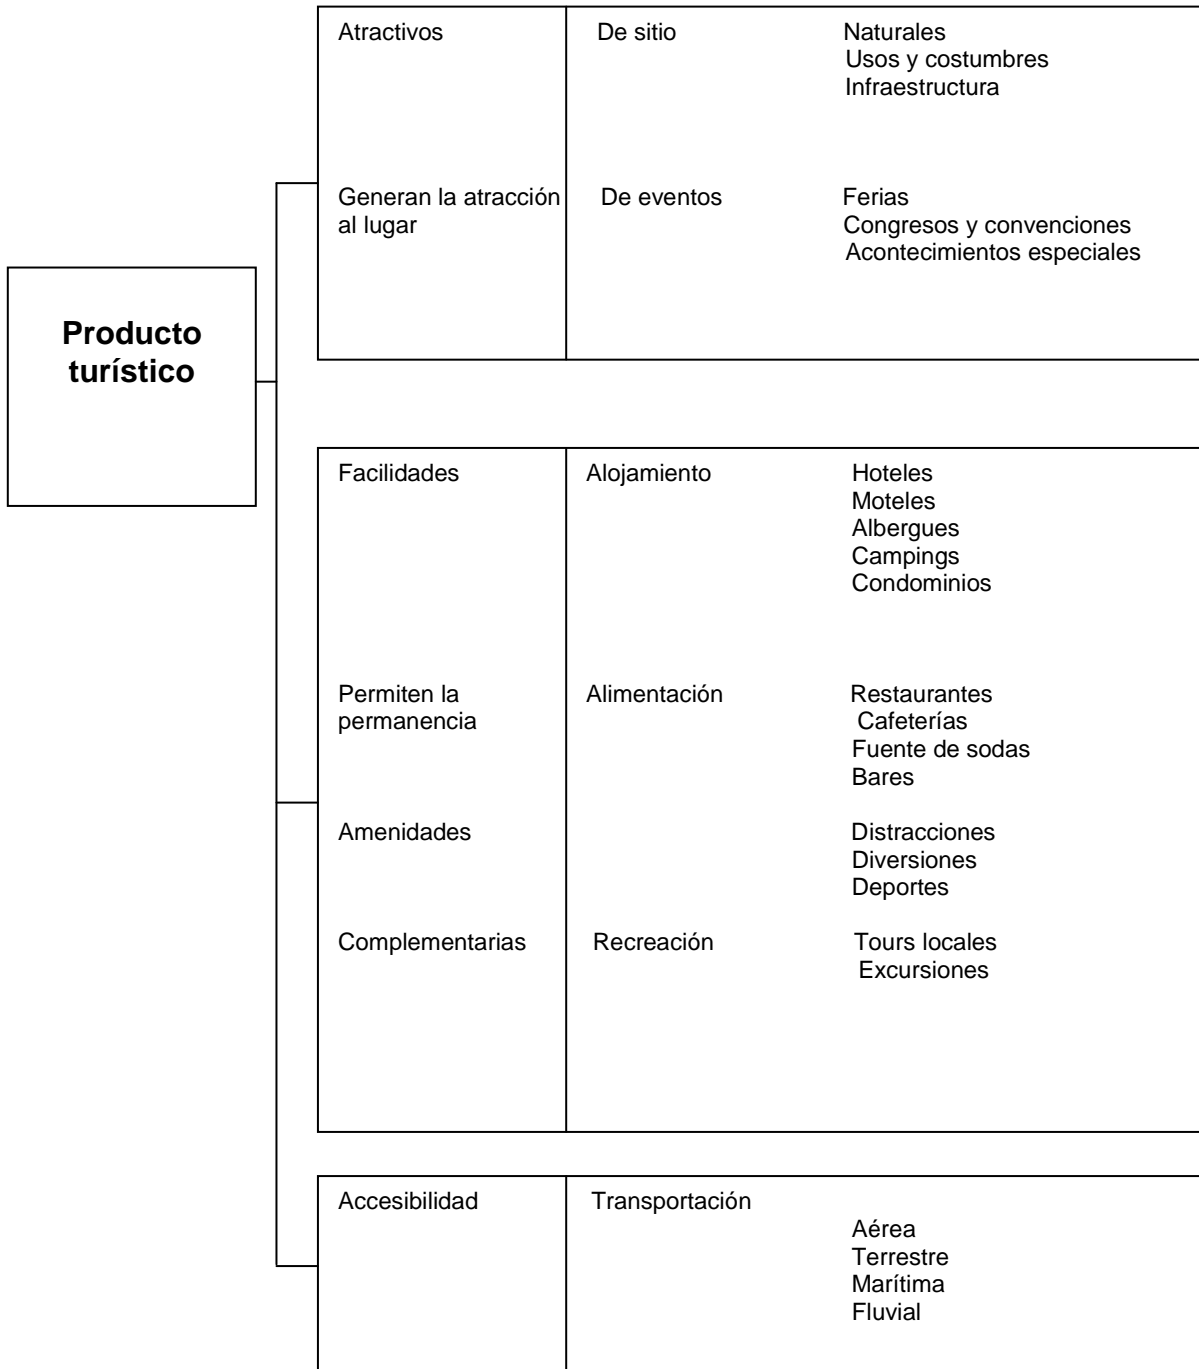 Producto
turístico
Atractivos De sitio Naturales
Usos y costumbres
Infraestructura
Generan la atracción De eventos Ferias
al lugar Congresos y convenciones
Acontecimientos especiales
Facilidades Alojamiento Hoteles
Moteles
Albergues
Campings
Condominios
Permiten la Alimentación Restaurantes
permanencia Cafeterías
Fuente de sodas
Bares
Amenidades Distracciones
Diversiones
Deportes
Complementarias Recreación Tours locales
Excursiones
Accesibilidad Transportación
Aérea
Terrestre
Marítima
Fluvial